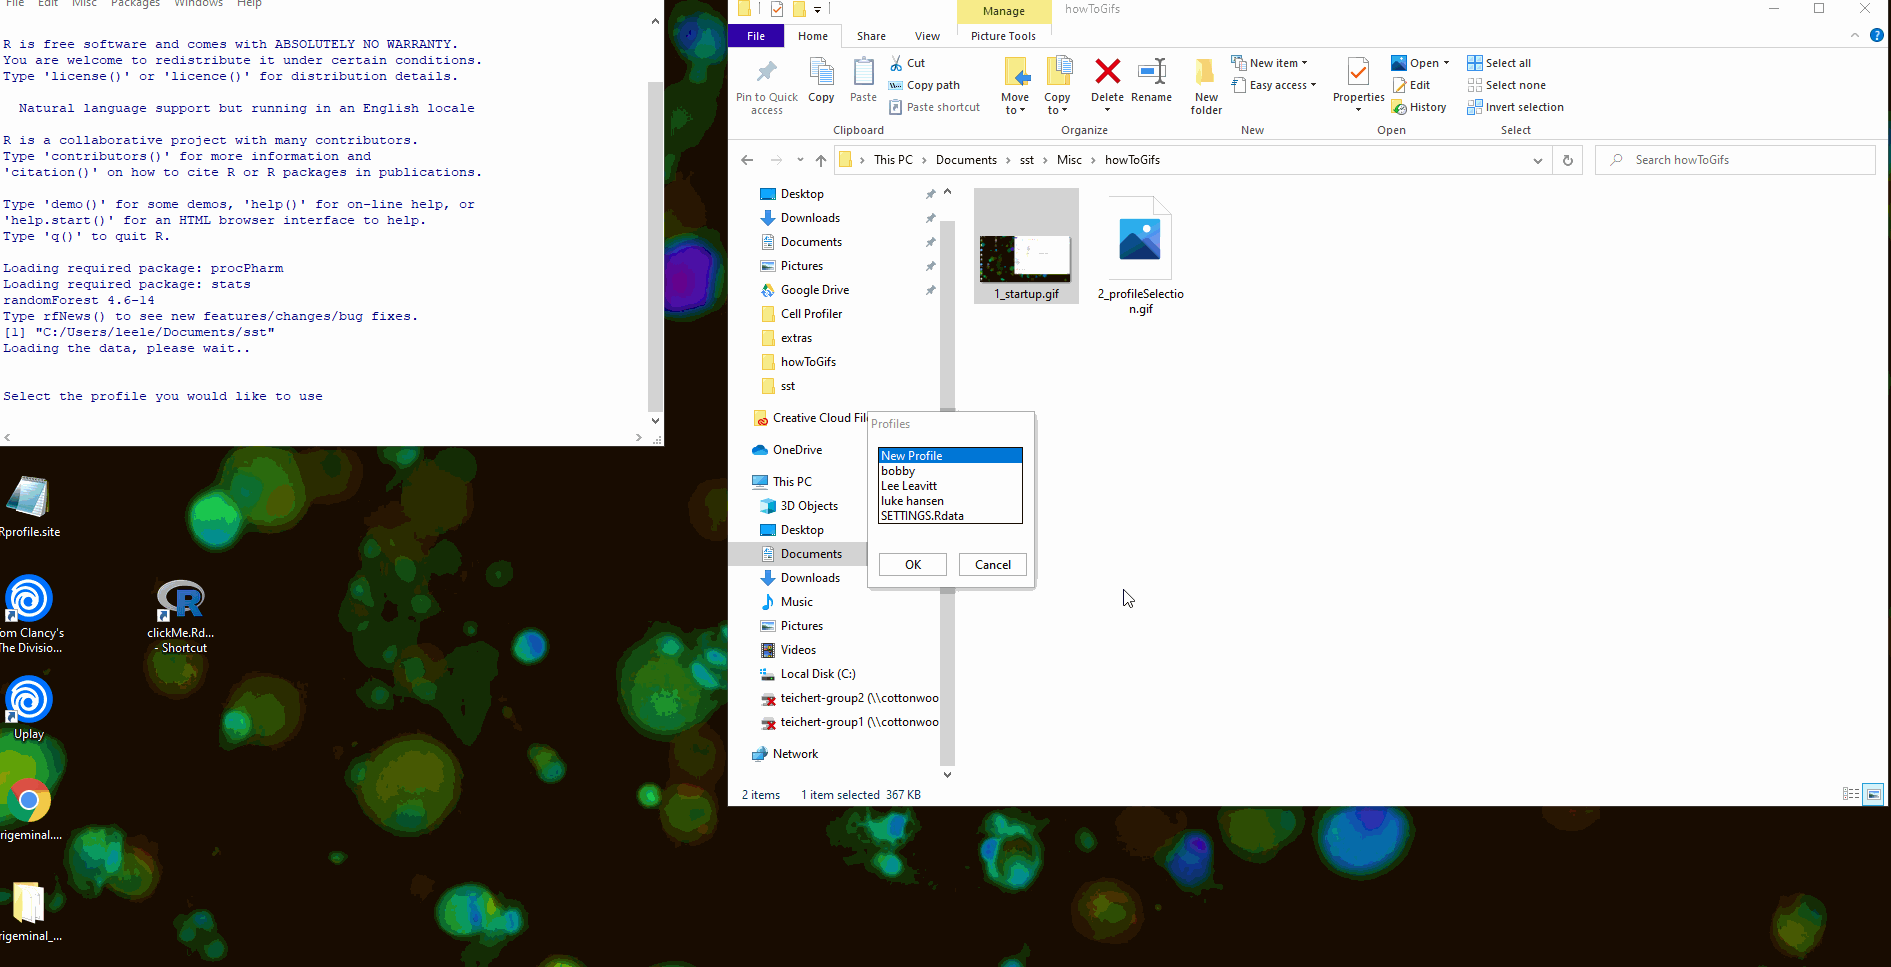 File Edit Misc Packages Windows Help
R is free software and comes with ABSOLUTELY NO WARRANTY.
You are welcome to redistribute it under certain conditions.
Type 'license()' or 'licence()' for distribution details.
Natural language support but running in an English locale
R is a collaborative project with many contributors.
Type 'contributors()' for more information and
'citation()' on how to cite R or R packages in publications.
Type 'demo()' for some demos, 'help()' for on-line help, or
'help.start()' for an HTML browser interface to help.
Type 'q()' to quit R.
Loading required package: procPharm
Loading required package: stats
randomForest 4.6-14
Type rfNews() to see new features/changes/bug fixes.
[1] "C:/Users/leele/Documents/sst"
Loading the data, please wait..
Select the profile you would like to use
Rprofile.site
om Clancy's
The Divisio...
clickMe.Rd...
- Shortcut
Uplay
rigeminal....
rigeminal_...
Manage
howToGifs
File Home Share View Picture Tools
Pin to Quick
access
Copy
Paste
Cut
Copy path
Paste shortcut
Clipboard
Move
to
Copy
to
Delete
Rename
Organize
New
folder
New item
Easy access
New
Properties
Open
Edit
History
Open
Select all
Select none
Invert selection
Select
This PC
Documents
sst
Misc
howToGifs
Search howToGifs
Desktop
Downloads
Documents
Pictures
Google Drive
Cell Profiler
extras
howToGifs
sst
Creative Cloud Fil
OneDrive
This PC
3D Objects
Desktop
Documents
Downloads
Music
Pictures
Videos
Local Disk (C:)
teichert-group2 (\\cottonwoo
teichert-group1 (\\cottonwoo
Network
1_startup.gif
2_profileSelectio
n.gif
Profiles
New Profile
bobby
Lee Leavitt
luke hansen
SETTINGS.Rdata
OK
Cancel
2 items
1 item selected 367 KB